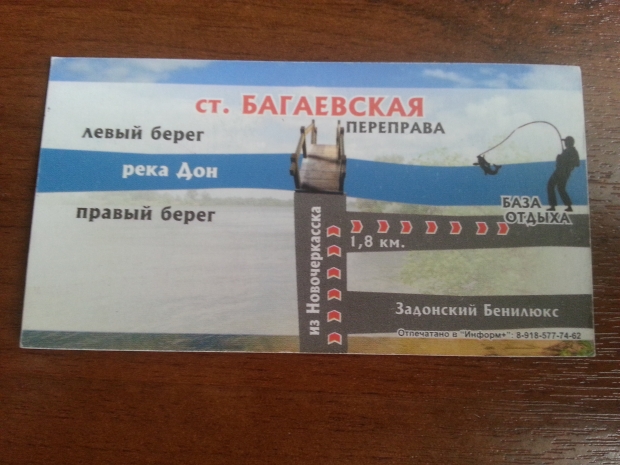 ст. БАГАЕВСКАЯ
левый берег
ПЕРЕПРАВА
река Дон
правый берег
БАЗА
ОТДЫХА
1,8 км.
из Новочеркасска
Задонский Бенилюкс
Отпечатано в "Информ+": 8-918-577-74-62